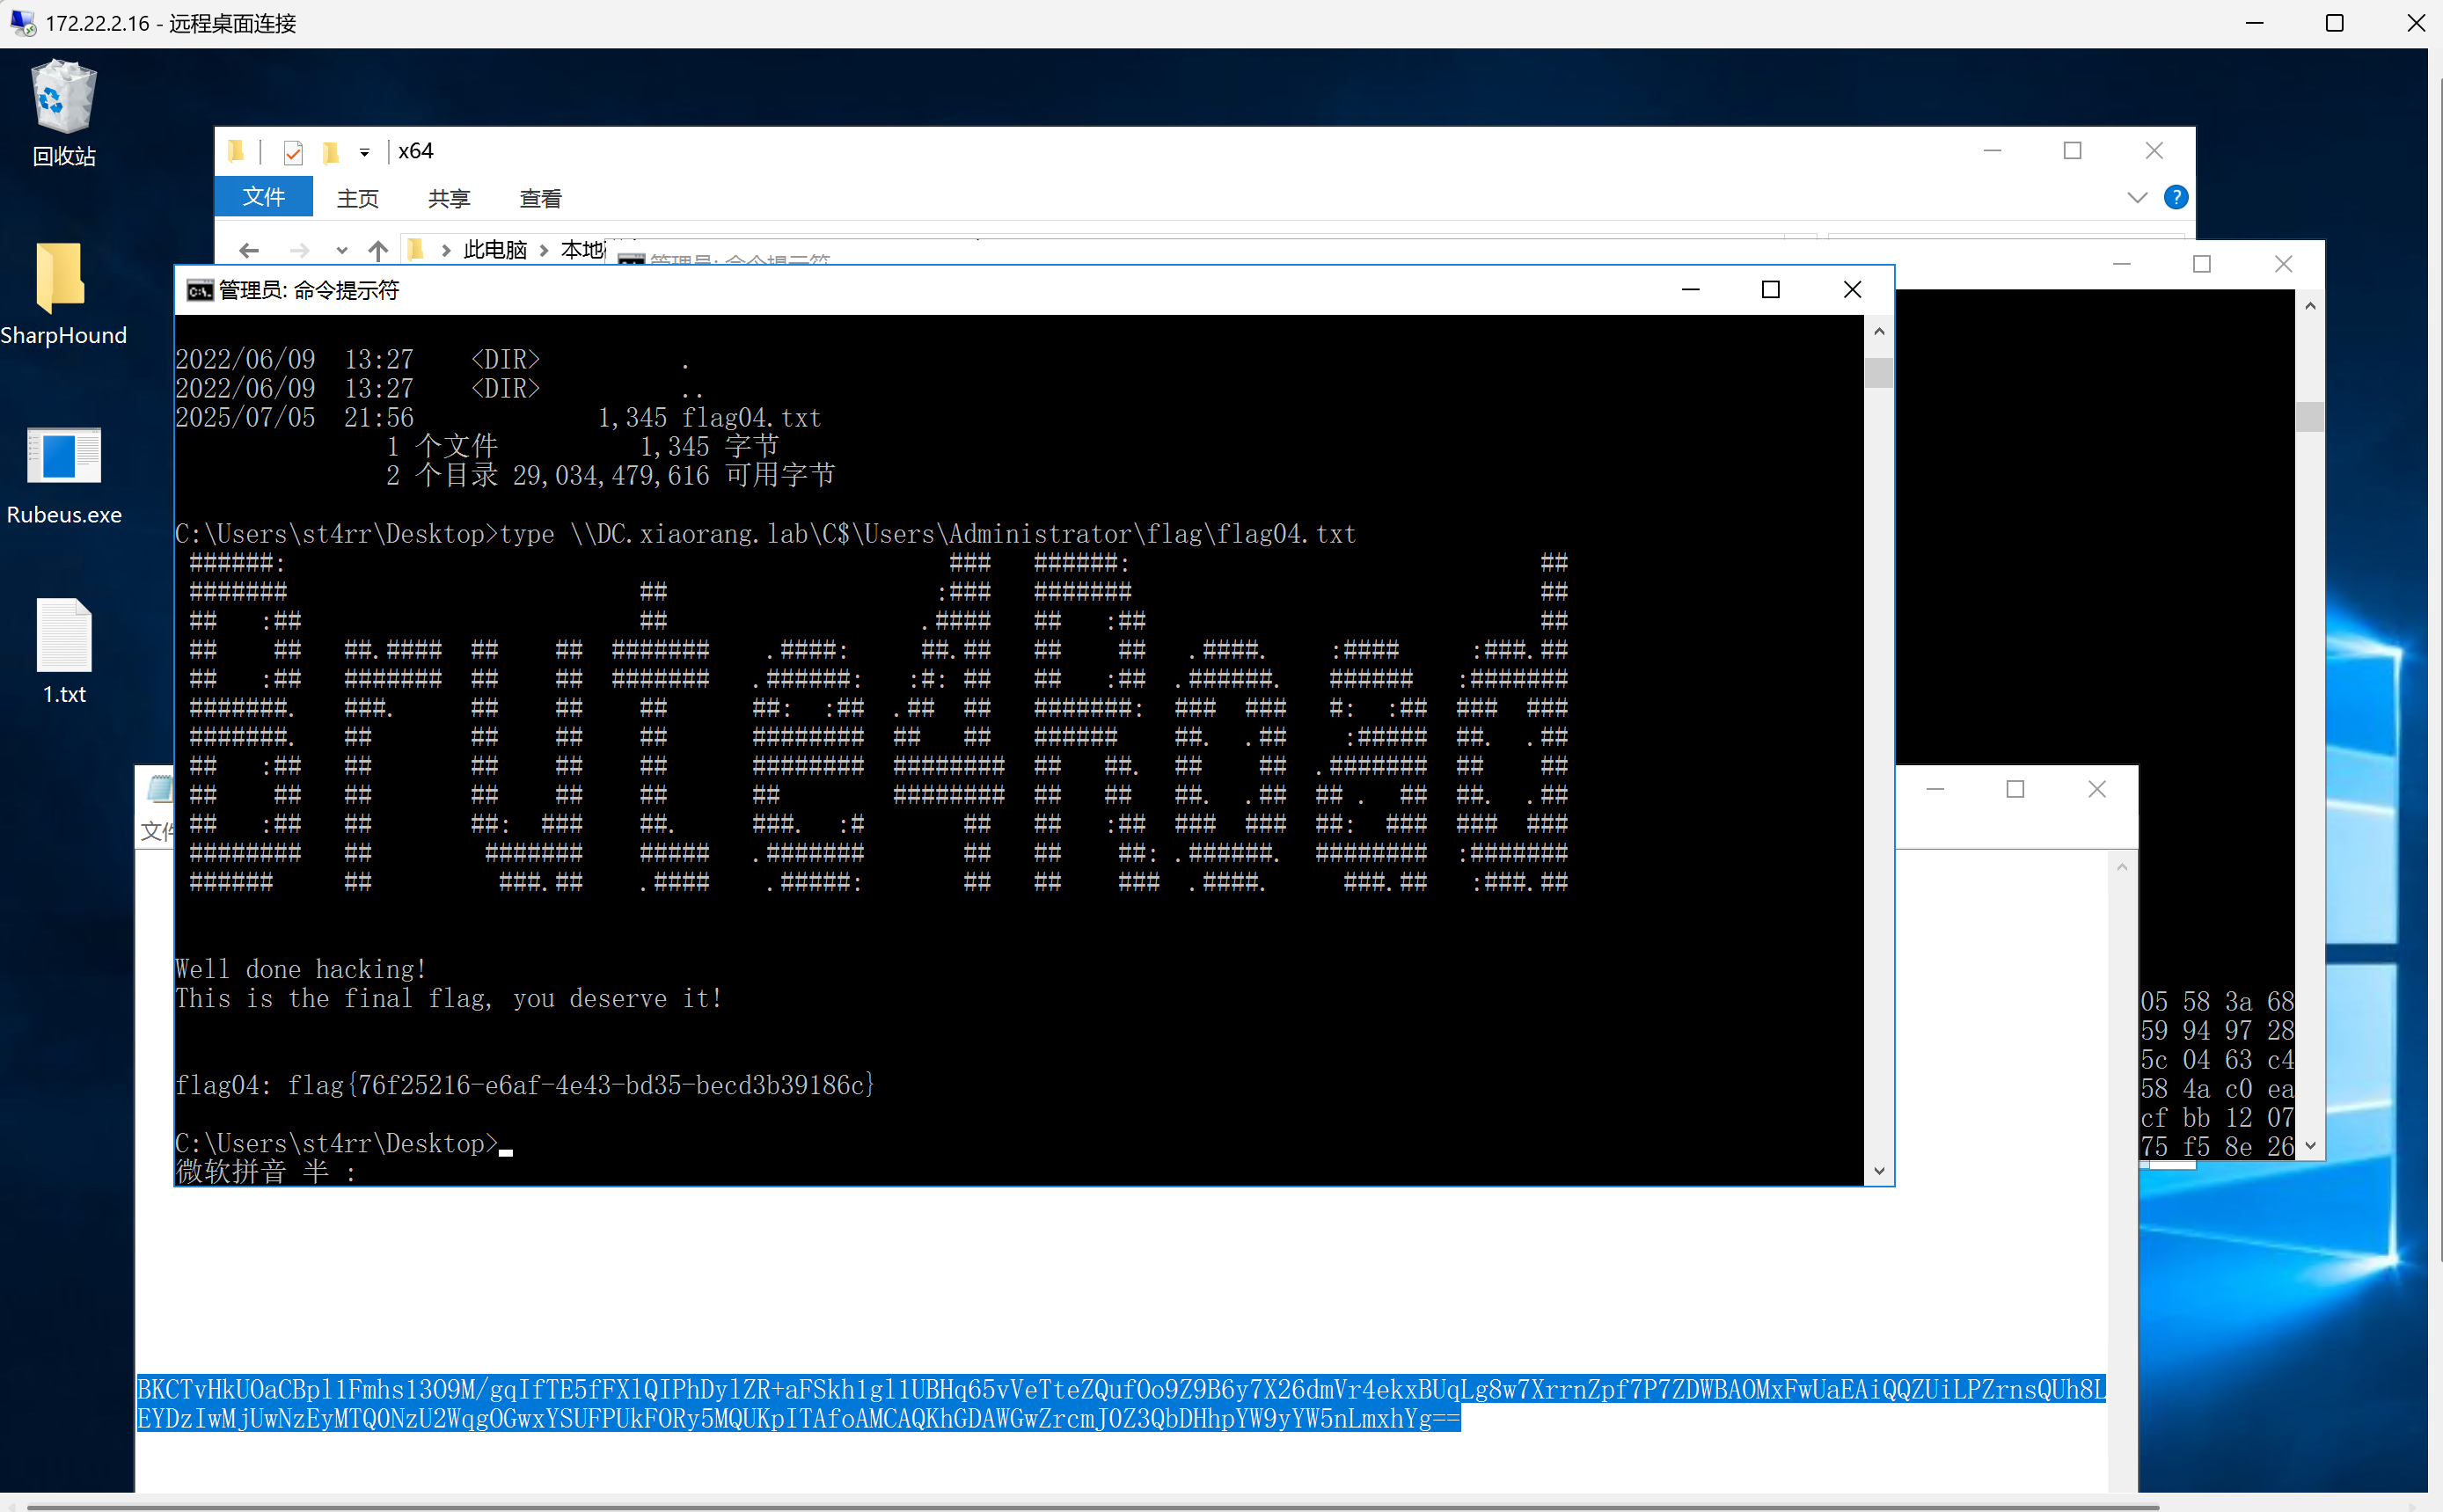 172.22.2.16 - 远程桌面连接
回收站
SharpHound
Rubeus.exe
1.txt
x64
文件 主页 共享 查看
此电脑 本地
管理员: 命令提示符
管理员: 命令提示符
2022/06/09 13:27 <DIR> .
2022/06/09 13:27 <DIR> ..
2025/07/05 21:56 1,345 flag04.txt
1 个文件 1,345 字节
2 个目录 29,034,479,616 可用字节
C:\Users\st4rr\Desktop>type \\DC.xiaorang.lab\C$\Users\Administrator\flag\flag04.txt
Brute4Road
Well done hacking!
This is the final flag, you deserve it!
flag04: flag{76f25216-e6af-4e43-bd35-becd3b39186c}
C:\Users\st4rr\Desktop>
微软拼音 半 :
文件
05 58 3a 68
59 94 97 28
5c 04 63 c4
58 4a c0 ea
cf bb 12 07
75 f5 8e 26
BKCTvHkUOaCBpl1Fmhs13O9M/gqIfTE5fFXlQIPhDylZR+aFSkh1gl1UBHq65vVeTteZQufOo9Z9B6y7X26dmVr4ekxBUqLg8w7XrrnZpf7P7ZDWBAOMxFwUaEAiQQZUiLPZrnsQUh8L
EYDzIwMjUwNzEyMTQ0NzU2WqgOGwxYSUFPUkFORy5MQUKpITAfoAMCAQKhGDAWGwZrcmJ0Z3QbDHhpYW9yYW5nLmxhYg==